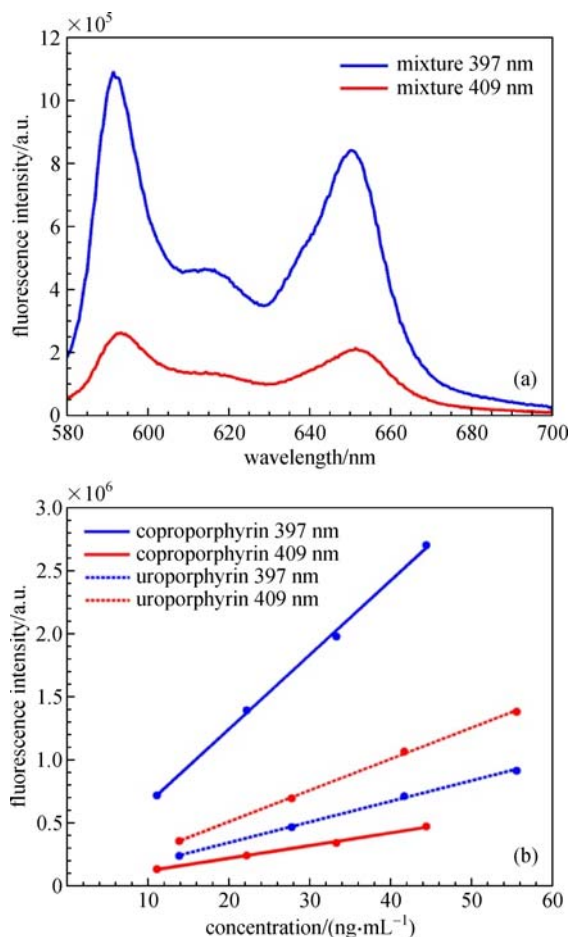 ×10⁵
12
10
8
6
4
2
0
fluorescence intensity/a.u.
mixture 397 nm
mixture 409 nm
(a)
580 600 620 640 660 680 700
wavelength/nm
×10⁶
3.0
2.5
2.0
1.5
1.0
0.5
0
fluorescence intensity/a.u.
coproporphyrin 397 nm
coproporphyrin 409 nm
uroporphyrin 397 nm
uroporphyrin 409 nm
(b)
0 10 20 30 40 50 60
concentration/(ng·mL⁻¹)